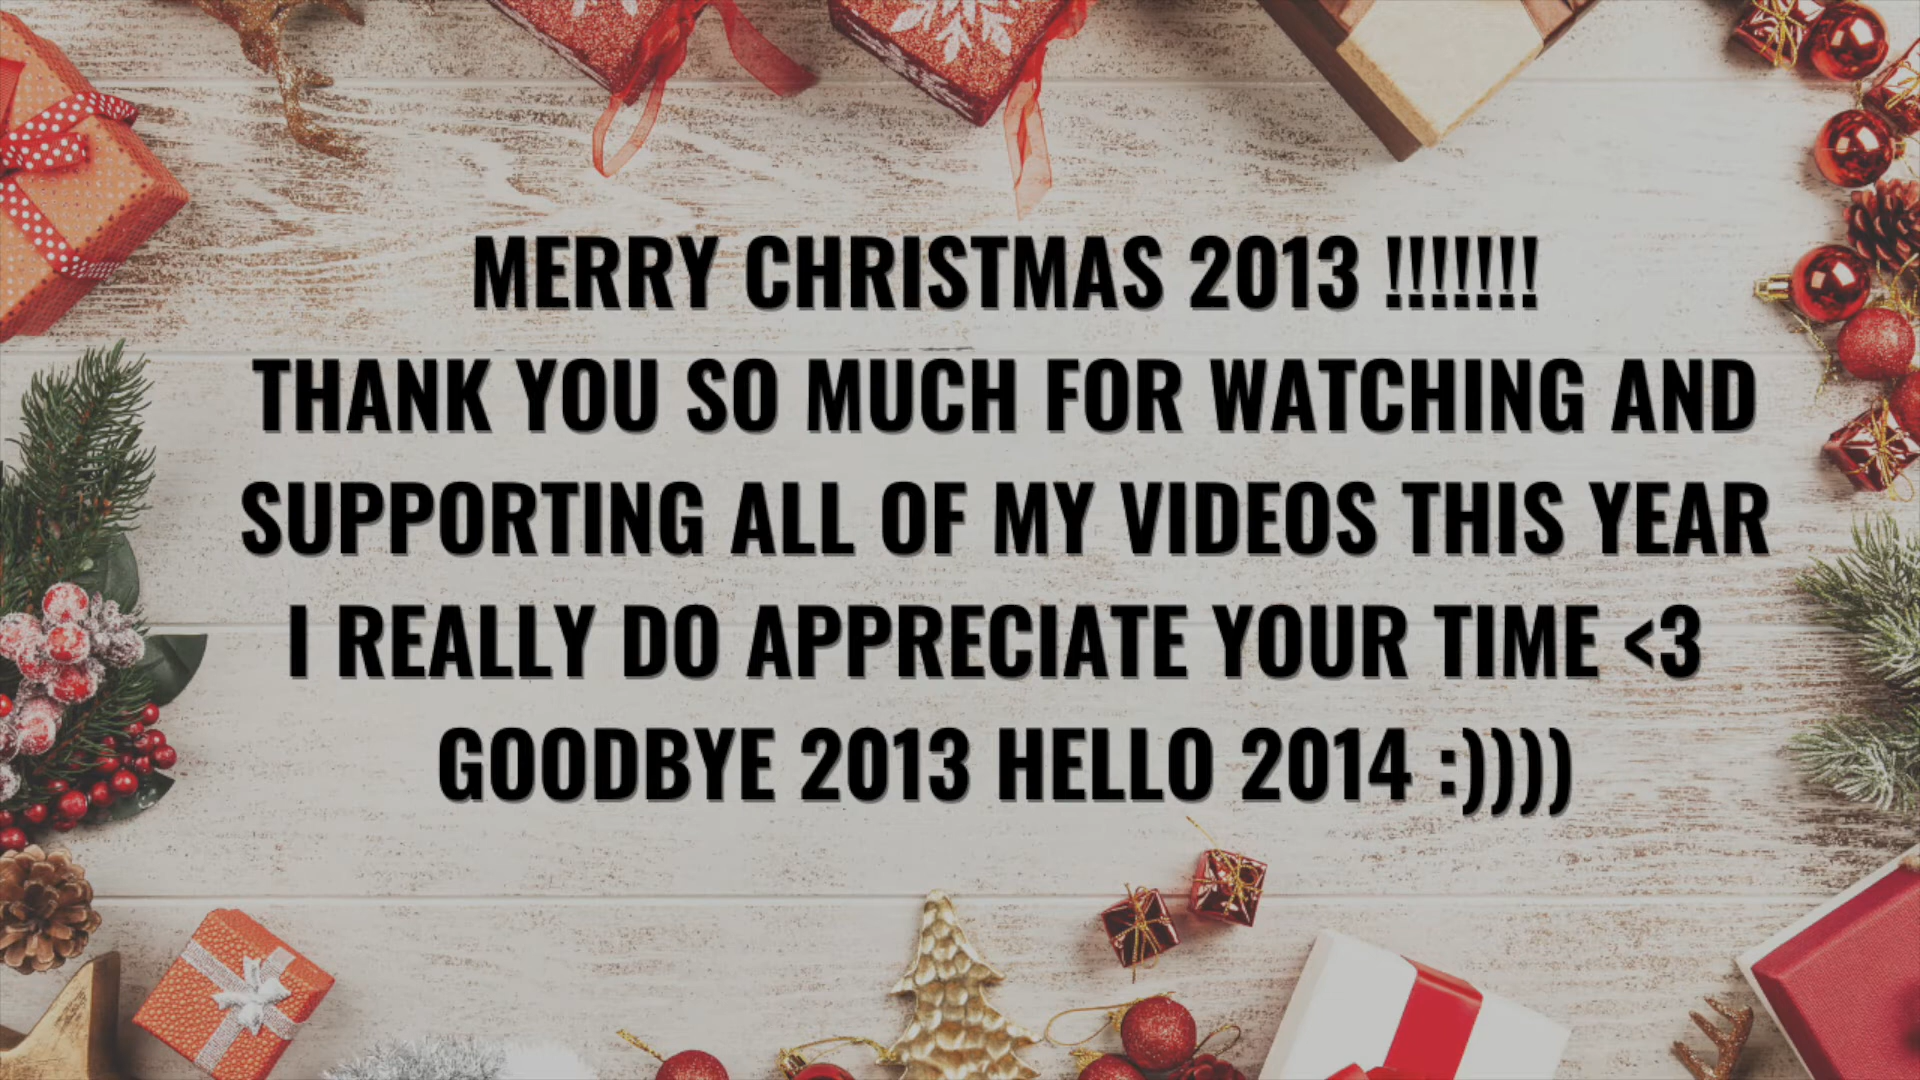 MERRY CHRISTMAS 2013 !!!!!!!
THANK YOU SO MUCH FOR WATCHING AND
SUPPORTING ALL OF MY VIDEOS THIS YEAR
I REALLY DO APPRECIATE YOUR TIME <3
GOODBYE 2013 HELLO 2014 :))))